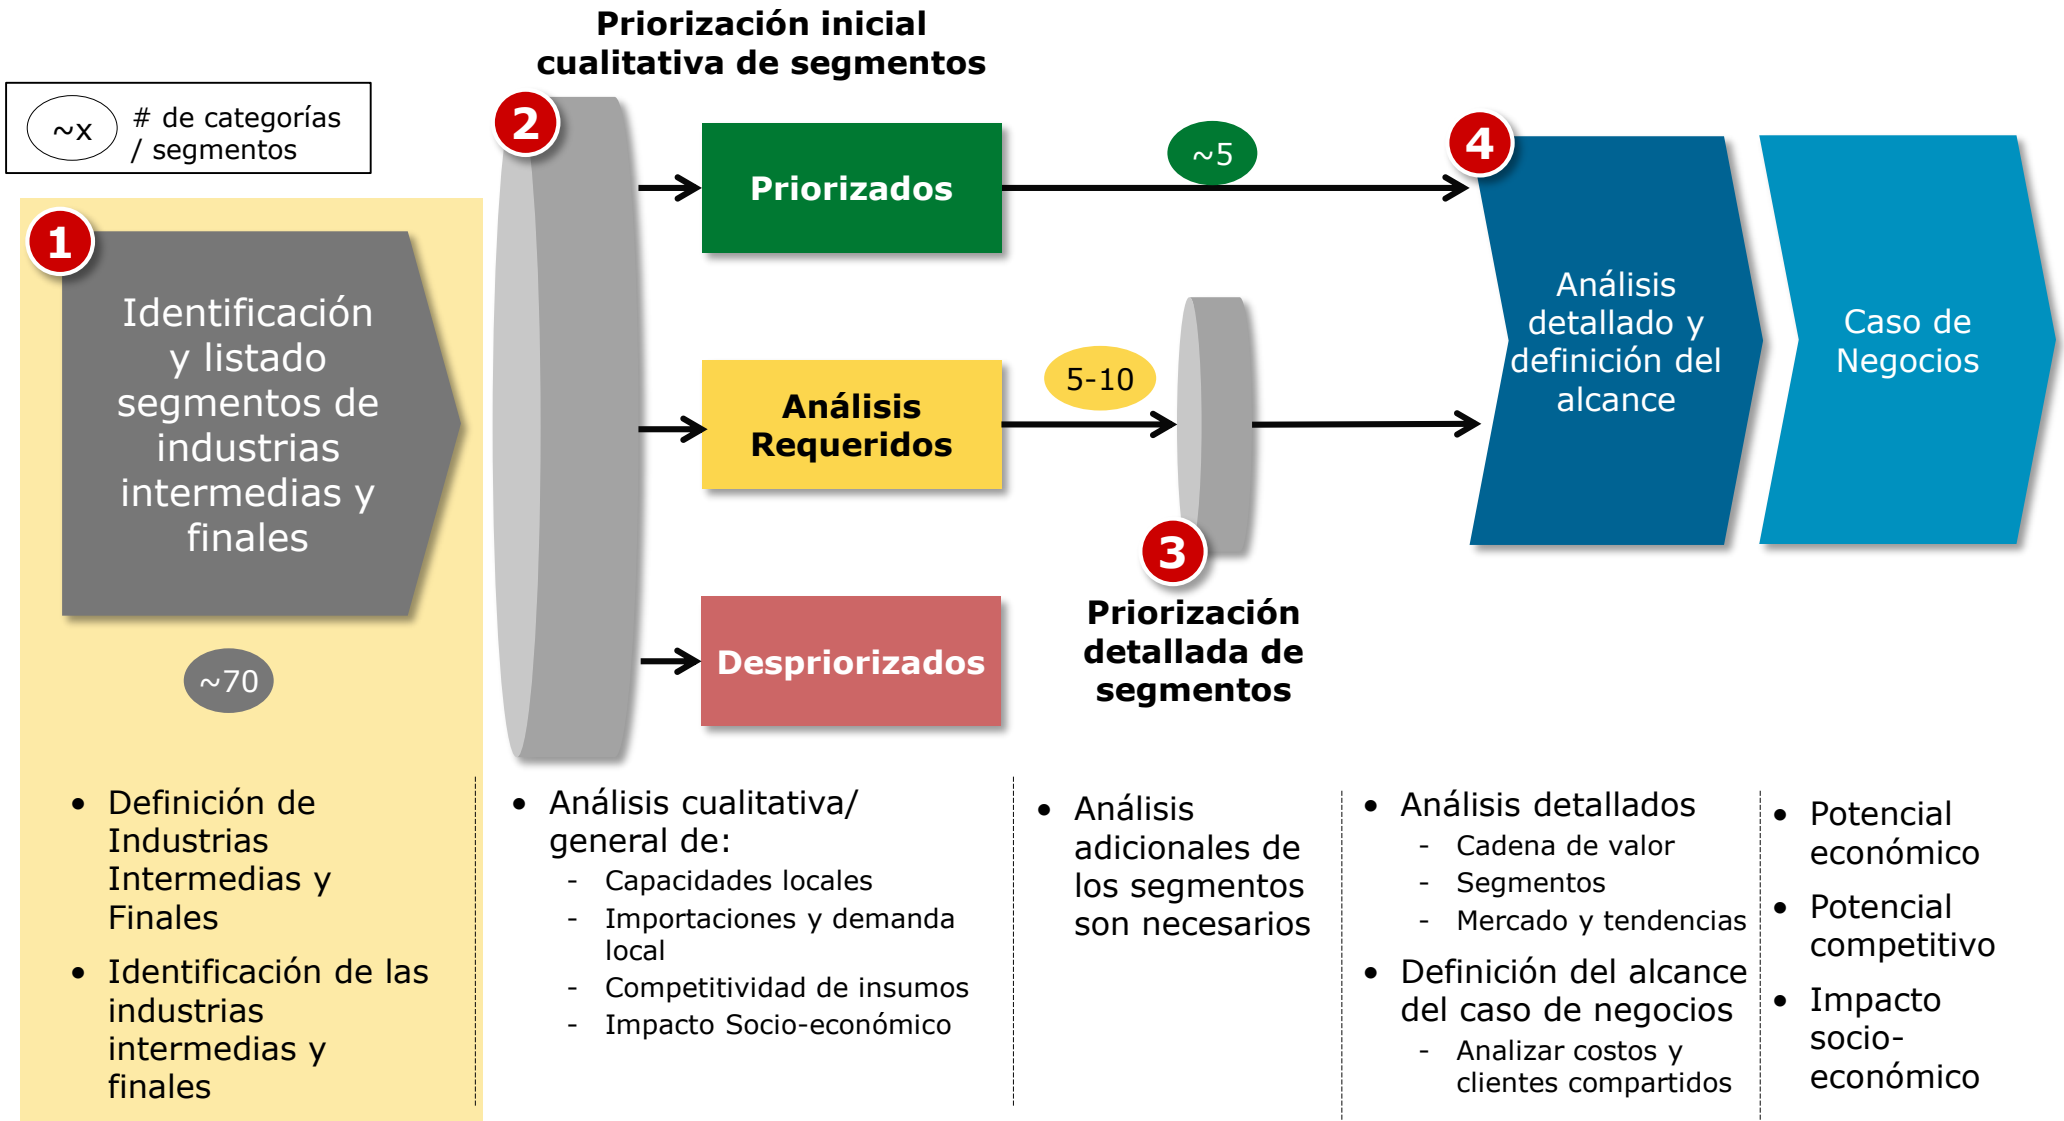 Priorización inicial
cualitativa de segmentos
~x
# de categorías
/ segmentos
1
Identificación
y listado
segmentos de
industrias
intermedias y
finales
~70
2
Priorizados
~5
Análisis
Requeridos
5-10
Despriorizados
3
Priorización
detallada de
segmentos
4
Análisis
detallado y
definición del
alcance
Caso de
Negocios
• Definición de
Industrias
Intermedias y
Finales
• Identificación de las
industrias
intermedias y
finales
• Análisis cualitativa/
general de:
- Capacidades locales
- Importaciones y demanda
local
- Competitividad de insumos
- Impacto Socio-económico
• Análisis
adicionales de
los segmentos
son necesarios
• Análisis detallados
- Cadena de valor
- Segmentos
- Mercado y tendencias
• Definición del alcance
del caso de negocios
- Analizar costos y
clientes compartidos
• Potencial
económico
• Potencial
competitivo
• Impacto
socio-
económico